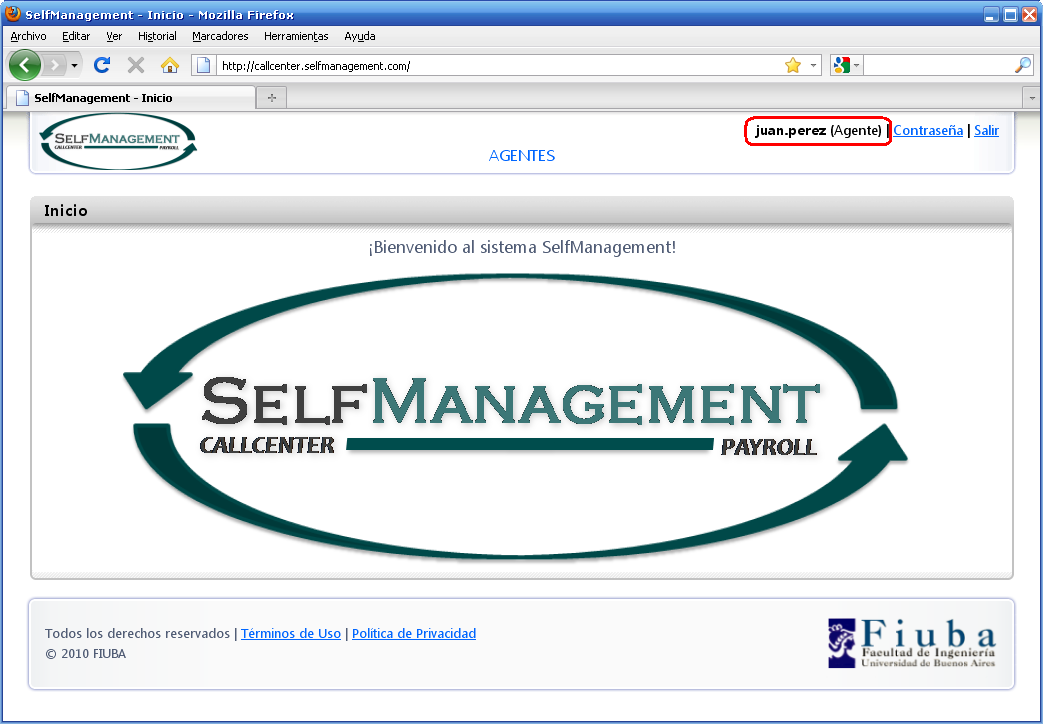 SelfManagement - Inicio - Mozilla Firefox
Archivo Editar Ver Historial Marcadores Herramientas Ayuda
http://callcenter.selfmanagement.com/
SelfManagement - Inicio
SELFMANAGEMENT
CALLCENTER PAYROLL
juan.perez (Agente) | Contraseña | Salir
AGENTES
Inicio
¡Bienvenido al sistema SelfManagement!
SELFMANAGEMENT
CALLCENTER PAYROLL
Todos los derechos reservados | Términos de Uso | Política de Privacidad
© 2010 FIUBA
Fiuba
Facultad de Ingeniería
Universidad de Buenos Aires